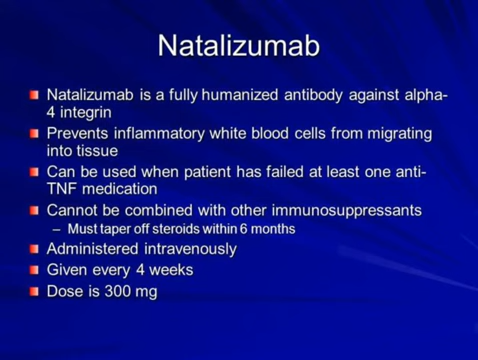 Natalizumab
Natalizumab is a fully humanized antibody against alpha-
4 integrin
Prevents inflammatory white blood cells from migrating
into tissue
Can be used when patient has failed at least one anti-
TNF medication
Cannot be combined with other immunosuppressants
– Must taper off steroids within 6 months
Administered intravenously
Given every 4 weeks
Dose is 300 mg